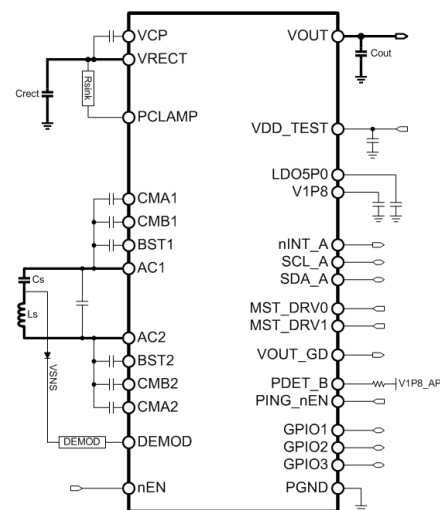 VCP
VRECT
Crect
Rsink
PCLAMP
CMA1
CMB1
BST1
AC1
Cs
Ls
AC2
VSNS
BST2
CMB2
CMA2
DEMOD
DEMOD
nEN
VOUT
Cout
VDD_TEST
LDO5P0
V1P8
nINT_A
SCL_A
SDA_A
MST_DRV0
MST_DRV1
VOUT_GD
PDET_B
V1P8_AP
PING_nEN
GPIO1
GPIO2
GPIO3
PGND